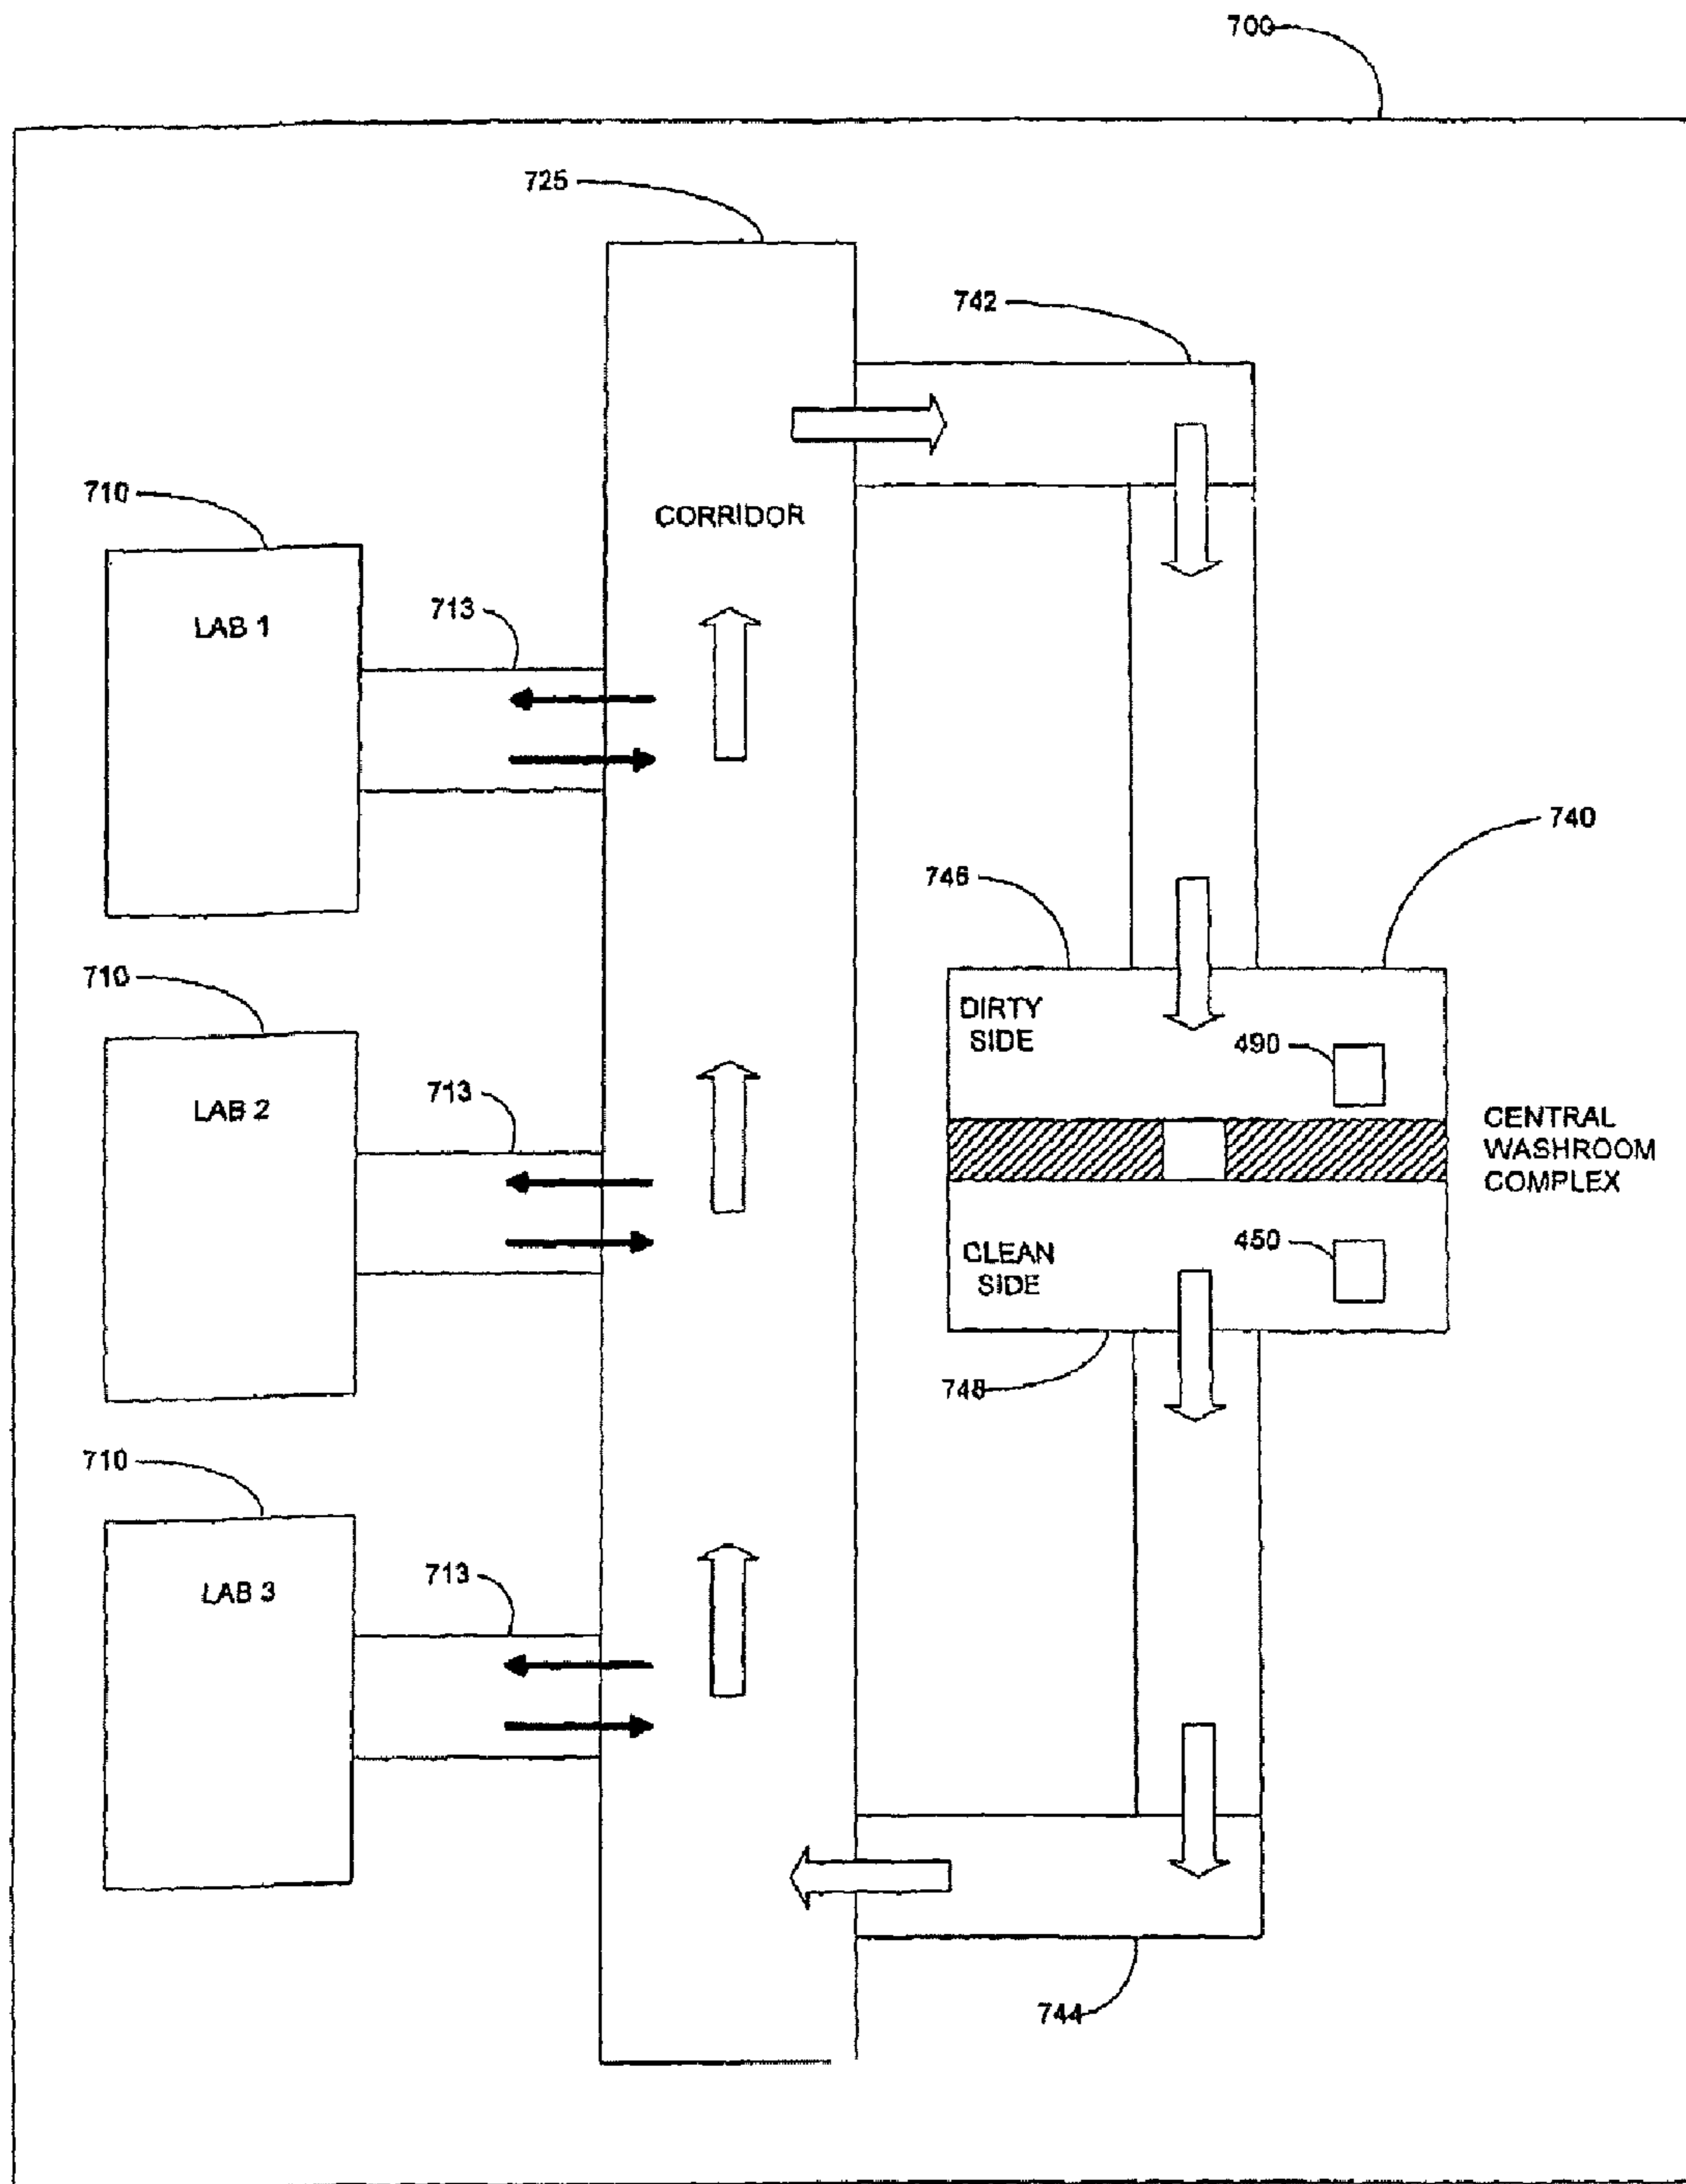 700
725
742
710
CORRIDOR
LAB 1
713
740
746
710
DIRTY
SIDE
490
LAB 2
713
CENTRAL
WASHROOM
COMPLEX
CLEAN
SIDE
450
748
710
LAB 3
713
744